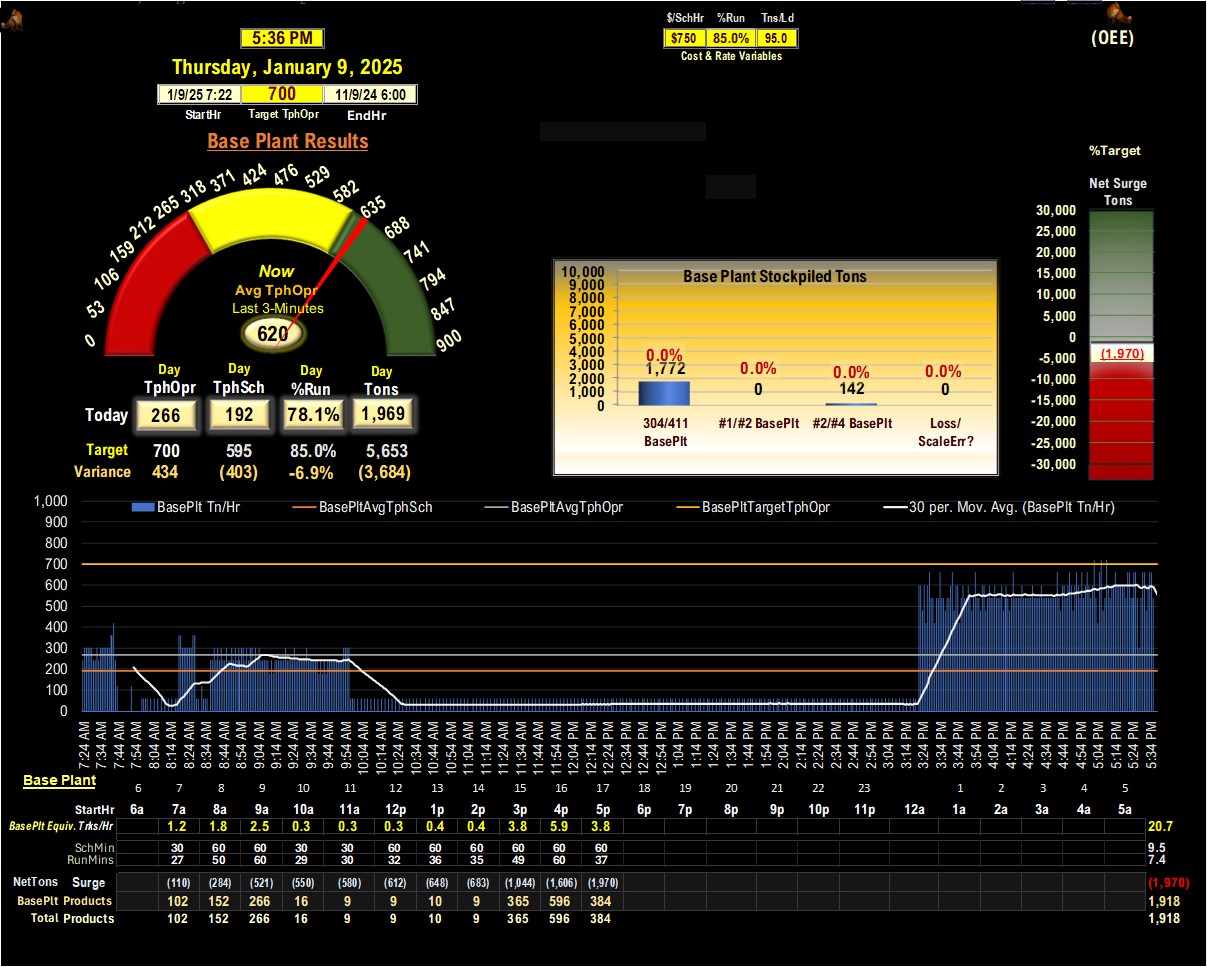 $/SchHr %Run Tns/Ld
5:36 PM
$750 85.0% 95.0
(OEE)
Cost & Rate Variables
Thursday, January 9, 2025
1/9/25 7:22 700 11/9/24 6:00
StartHr Target TphOpr EndHr
Base Plant Results
%Target
Net Surge
Tons
0 53 106 159 212 265 318 371 424 476 529 582 635 688 741 794 847 900
Now
Avg TphOpr
Last 3-Minutes
620
30,000
25,000
20,000
15,000
10,000
5,000
0
-5,000
-10,000
-15,000
-20,000
-25,000
-30,000
(1,970)
Base Plant Stockpiled Tons
10,000
9,000
8,000
7,000
6,000
5,000
4,000
3,000
2,000
1,000
0
0.0% 0.0% 0.0% 0.0%
1,772 0 142 0
304/411 BasePlt
#1/#2 BasePlt
#2/#4 BasePlt
Loss/ ScaleErr?
Day Day Day Day
TphOpr TphSch %Run Tons
Today 266 192 78.1% 1,969
Target 700 595 85.0% 5,653
Variance 434 (403) -6.9% (3,684)
BasePlt Tn/Hr BasePltAvgTphSch BasePltAvgTphOpr BasePltTargetTphOpr 30 per. Mov. Avg. (BasePlt Tn/Hr)
1,000
900
800
700
600
500
400
300
200
100
0
7:24 AM 7:34 AM 7:44 AM 7:54 AM 8:04 AM 8:14 AM 8:24 AM 8:34 AM 8:44 AM 8:54 AM 9:04 AM 9:14 AM 9:24 AM 9:34 AM 9:44 AM 9:54 AM 10:04 AM 10:14 AM 10:24 AM 10:34 AM 10:44 AM 10:54 AM 11:04 AM 11:14 AM 11:24 AM 11:34 AM 11:44 AM 11:54 AM 12:04 PM 12:14 PM 12:24 PM 12:34 PM 12:44 PM 12:54 PM 1:04 PM 1:14 PM 1:24 PM 1:34 PM 1:44 PM 1:54 PM 2:04 PM 2:14 PM 2:24 PM 2:34 PM 2:44 PM 2:54 PM 3:04 PM 3:14 PM 3:24 PM 3:34 PM 3:44 PM 3:54 PM 4:04 PM 4:14 PM 4:24 PM 4:34 PM 4:44 PM 4:54 PM 5:04 PM 5:14 PM 5:24 PM 5:34 PM
Base Plant
6 7 8 9 10 11 12 13 14 15 16 17 18 19 20 21 22 23 1 2 3 4 5
StartHr 6a 7a 8a 9a 10a 11a 12p 1p 2p 3p 4p 5p 6p 7p 8p 9p 10p 11p 12a 1a 2a 3a 4a 5a
BasePlt Equiv. Trks/Hr 1.2 1.8 2.5 0.3 0.3 0.3 0.4 0.4 3.8 5.9 3.8 20.7
SchMin 30 60 60 30 30 60 60 60 60 60 60 9.5
RunMins 27 50 60 29 30 32 36 35 49 60 37 7.4
NetTons Surge (110) (284) (521) (550) (580) (612) (648) (683) (1,044) (1,606) (1,970) (1,970)
BasePlt Products 102 152 266 16 9 9 10 9 365 596 384 1,918
Total Products 102 152 266 16 9 9 10 9 365 596 384 1,918